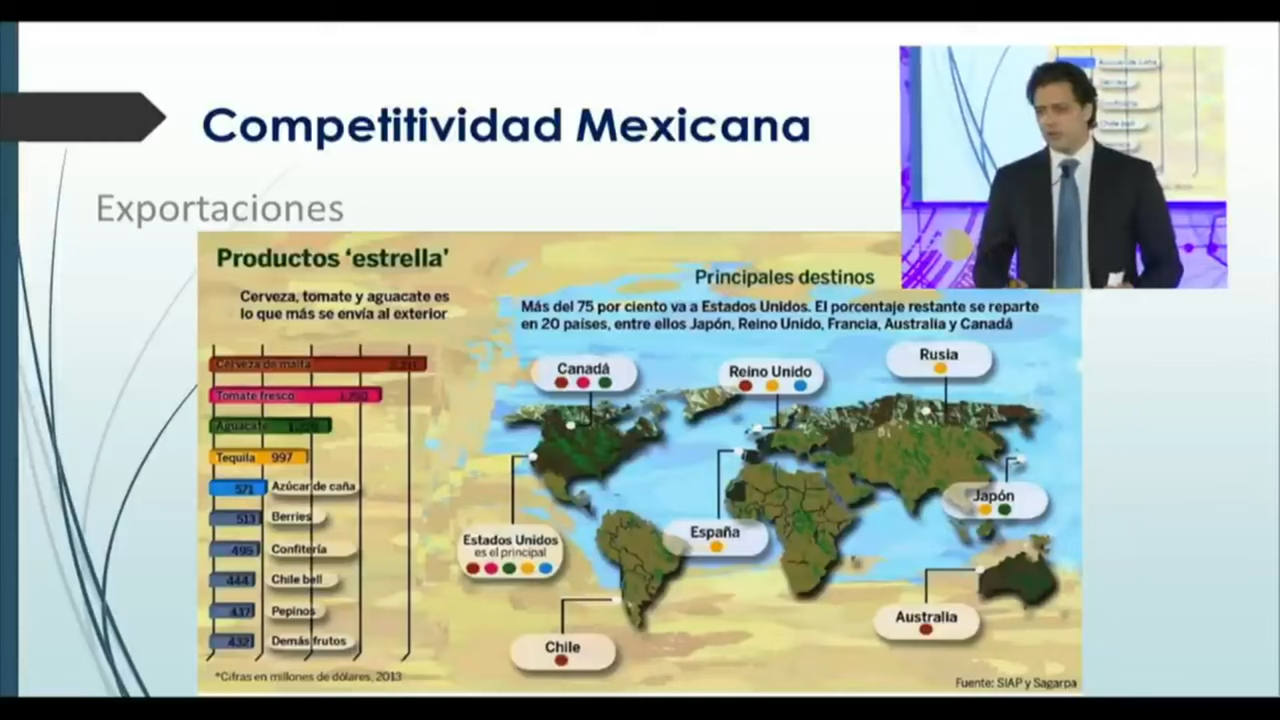 Competitividad Mexicana
Exportaciones
Productos ‘estrella’
Cerveza, tomate y aguacate es
lo que más se envía al exterior
Cerveza de malta
Tomate fresco
Aguacate
Tequila 997
571 Azúcar de caña
513 Berries
495 Confitería
444 Chile bell
437 Pepinos
432 Demás frutos
*Cifras en millones de dólares, 2013
Principales destinos
Más del 75 por ciento va a Estados Unidos. El porcentaje restante se reparte
en 20 países, entre ellos Japón, Reino Unido, Francia, Australia y Canadá
Canadá
Reino Unido
Rusia
Estados Unidos
es el principal
España
Japón
Chile
Australia
Fuente: SIAP y Sagarpa